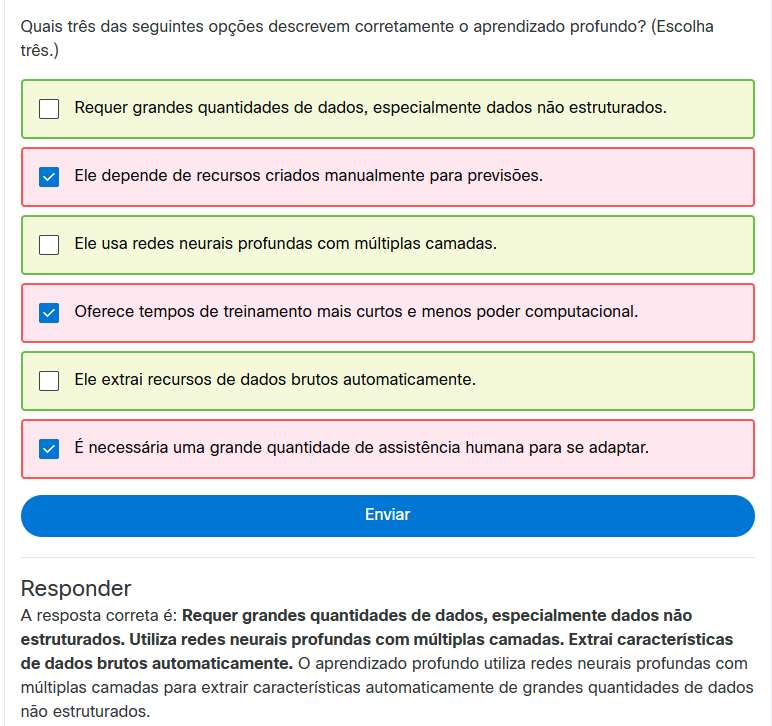 Quais três das seguintes opções descrevem corretamente o aprendizado profundo? (Escolha
três.)
Requer grandes quantidades de dados, especialmente dados não estruturados.
Ele depende de recursos criados manualmente para previsões.
Ele usa redes neurais profundas com múltiplas camadas.
Oferece tempos de treinamento mais curtos e menos poder computacional.
Ele extrai recursos de dados brutos automaticamente.
É necessária uma grande quantidade de assistência humana para se adaptar.
Enviar
Responder
A resposta correta é: Requer grandes quantidades de dados, especialmente dados não
estruturados. Utiliza redes neurais profundas com múltiplas camadas. Extrai características
de dados brutos automaticamente. O aprendizado profundo utiliza redes neurais profundas com
múltiplas camadas para extrair características automaticamente de grandes quantidades de dados
não estruturados.